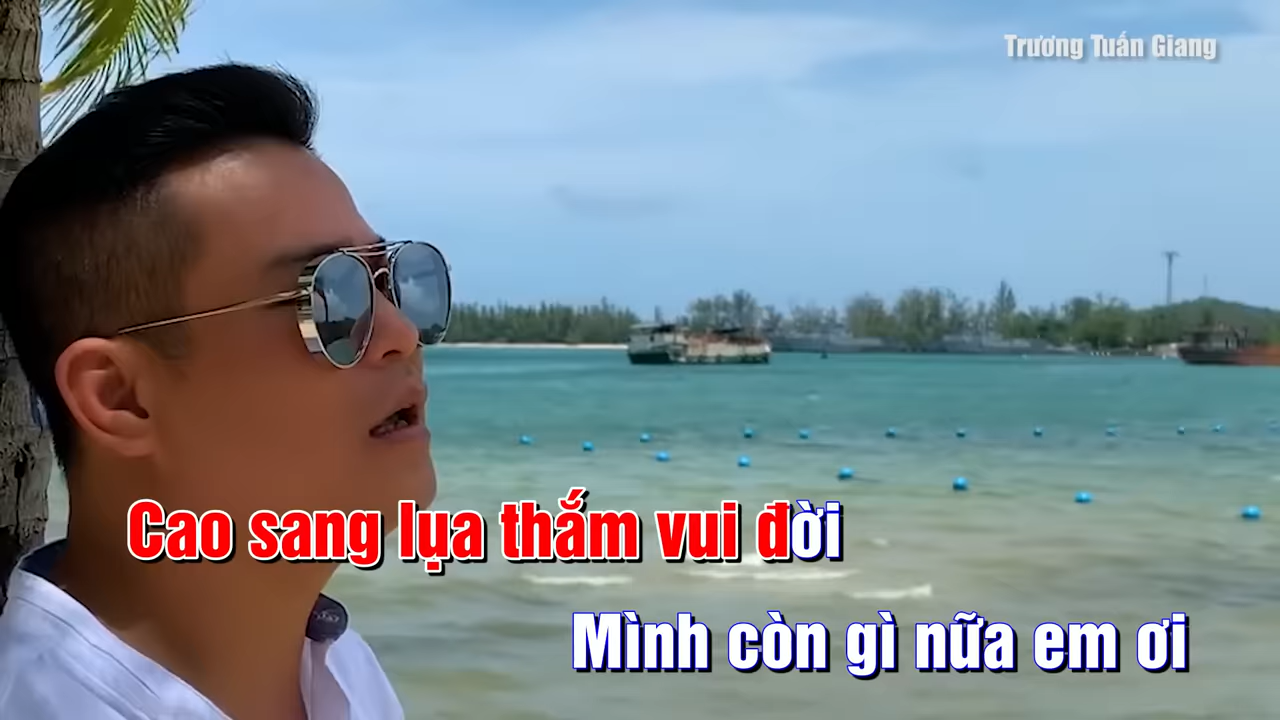 Trương Tuấn Giang
Cao sang lụa thắm vui đời
Mình còn gì nữa em ơi